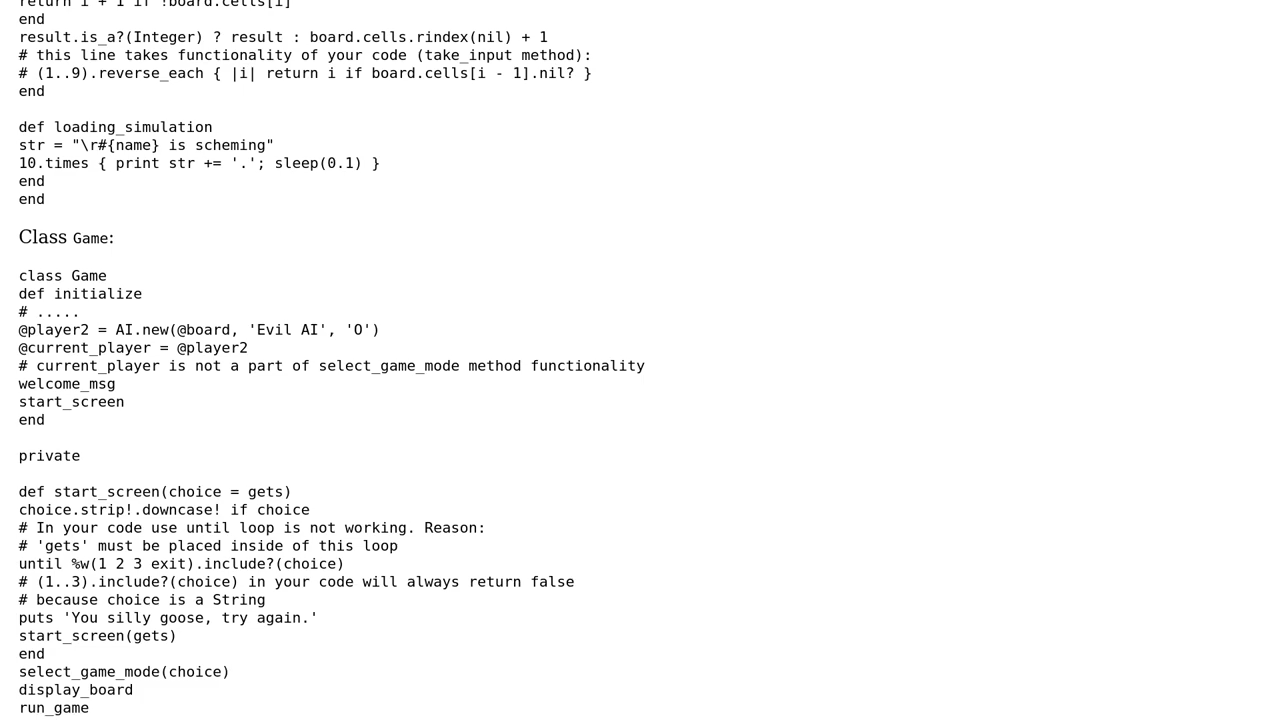 return i + 1 if !board.cells[i]
end
result.is_a?(Integer) ? result : board.cells.rindex(nil) + 1
# this line takes functionality of your code (take_input method):
# (1..9).reverse_each { |i| return i if board.cells[i - 1].nil? }
end
def loading_simulation
str = "\r#{name} is scheming"
10.times { print str += '.'; sleep(0.1) }
end
end
Class Game:
class Game
def initialize
# .....
@player2 = AI.new(@board, 'Evil AI', 'O')
@current_player = @player2
# current_player is not a part of select_game_mode method functionality
welcome_msg
start_screen
end
private
def start_screen(choice = gets)
choice.strip!.downcase! if choice
# In your code use until loop is not working. Reason:
# 'gets' must be placed inside of this loop
until %w(1 2 3 exit).include?(choice)
# (1..3).include?(choice) in your code will always return false
# because choice is a String
puts 'You silly goose, try again.'
start_screen(gets)
end
select_game_mode(choice)
display_board
run_game